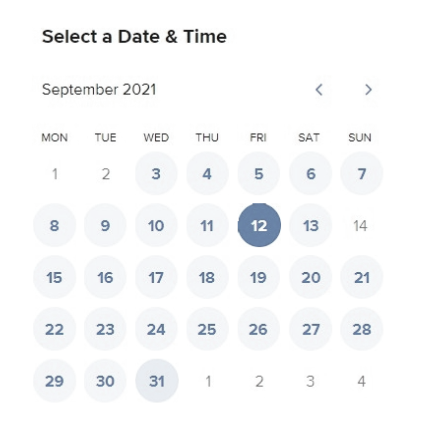 Select a Date & Time
September 2021
MON TUE WED THU FRI SAT SUN
1 2 3 4 5 6 7
8 9 10 11 12 13 14
15 16 17 18 19 20 21
22 23 24 25 26 27 28
29 30 31 1 2 3 4